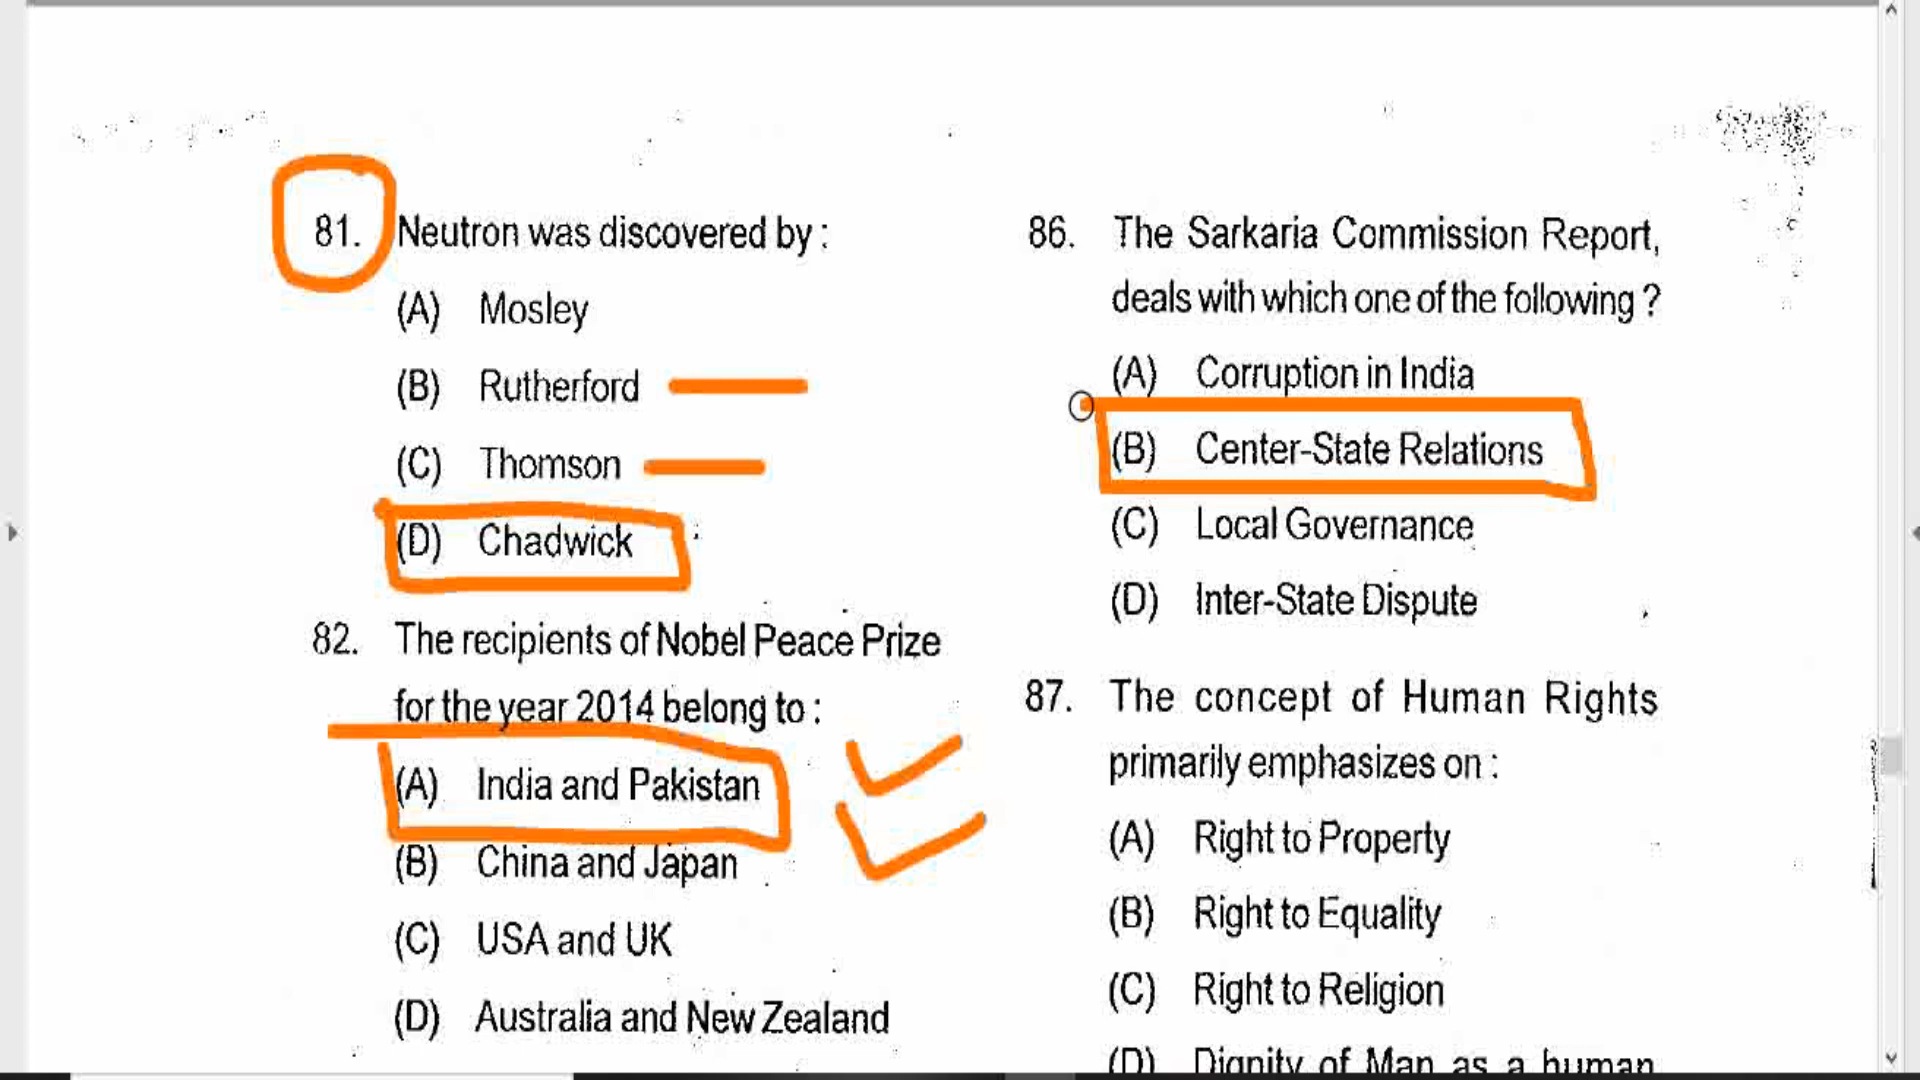 81. Neutron was discovered by :
(A) Mosley
(B) Rutherford
(C) Thomson
(D) Chadwick
82. The recipients of Nobel Peace Prize
for the year 2014 belong to :
(A) India and Pakistan
(B) China and Japan
(C) USA and UK
(D) Australia and New Zealand
86. The Sarkaria Commission Report,
deals with which one of the following ?
(A) Corruption in India
(B) Center-State Relations
(C) Local Governance
(D) Inter-State Dispute
87. The concept of Human Rights
primarily emphasizes on :
(A) Right to Property
(B) Right to Equality
(C) Right to Religion
(D) Dignity of Man as a human